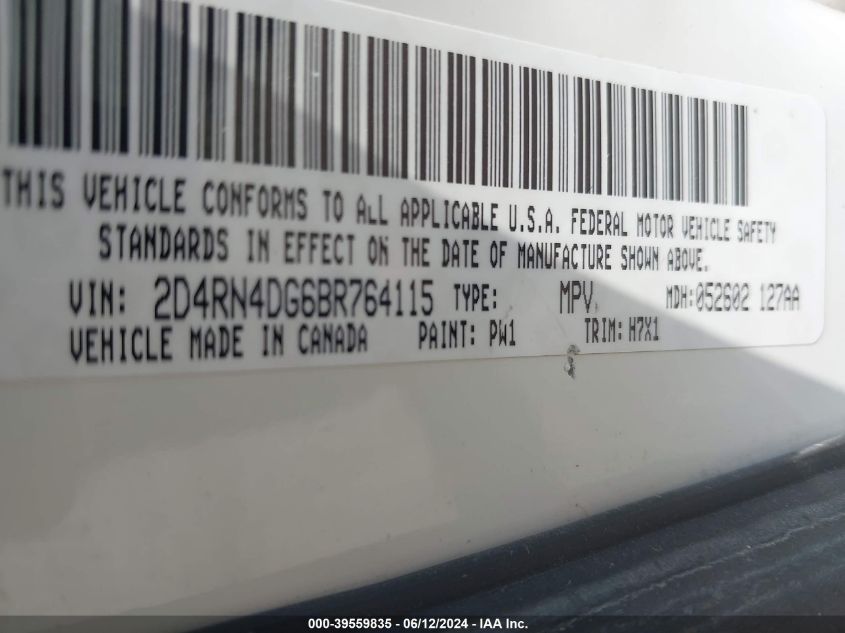 THIS VEHICLE CONFORMS TO ALL APPLICABLE U.S.A. FEDERAL MOTOR VEHICLE SAFETY
STANDARDS IN EFFECT ON THE DATE OF MANUFACTURE SHOWN ABOVE.
VIN: 2D4RN4DG6BR764115 TYPE: MPV MDH:052602 127AA
VEHICLE MADE IN CANADA PAINT: PW1 TRIM: H7X1
000-39559835 - 06/12/2024 - IAA Inc.